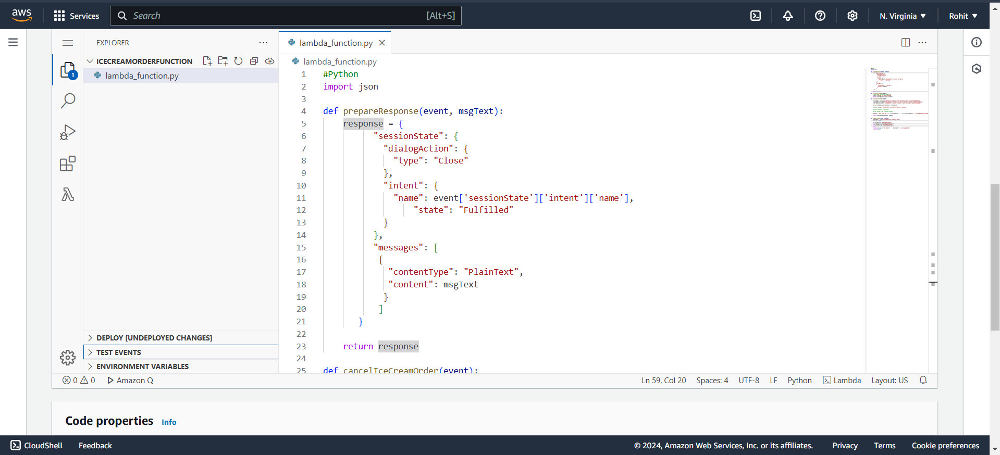 aws Services Search [Alt+S] N. Virginia Rohit
EXPLORER
ICECREAMORDERFUNCTION
1
lambda_function.py
DEPLOY [UNDEPLOYED CHANGES]
TEST EVENTS
ENVIRONMENT VARIABLES
lambda_function.py
lambda_function.py
1 #Python
2 import json
3
4 def prepareResponse(event, msgText):
5 response = {
6 "sessionState": {
7 "dialogAction": {
8 "type": "Close"
9 },
10 "intent": {
11 "name": event['sessionState']['intent']['name'],
12 "state": "Fulfilled"
13 }
14 },
15 "messages": [
16 {
17 "contentType": "PlainText",
18 "content": msgText
19 }
20 ]
21 }
22
23 return response
24
25 def cancelIceCreamOrder(event):
0 0 Amazon Q Ln 59, Col 20 Spaces: 4 UTF-8 LF Python Lambda Layout: US
Code properties Info
CloudShell Feedback © 2024, Amazon Web Services, Inc. or its affiliates. Privacy Terms Cookie preferences